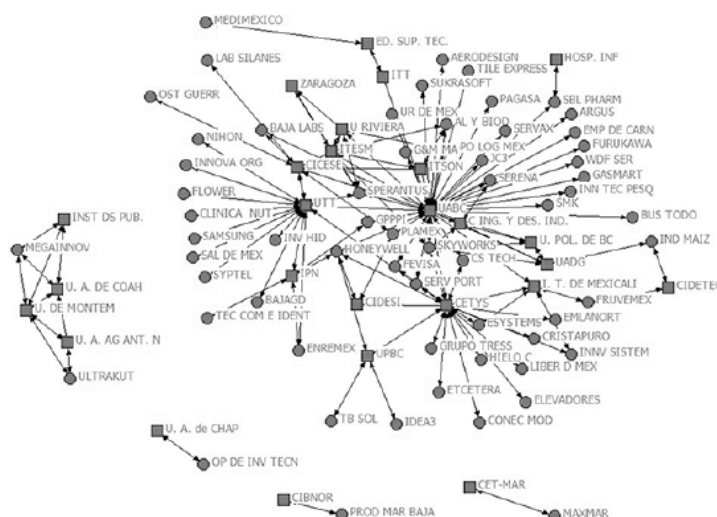 MEDIMEXICO
ED. SUP. TEC.
LAB SILANES
AERODESIGN
HOSP. INF
TILE EXPRESS
ITT
ZARAGOZA
SUKRASOFT
OST GUERR
PAGASA
SBL PHARM
UR DE MEX
ARGUS
AL Y BIOD
SERVAX
BAJA LABS
U RIVIERA
EMP DE CARN
NIHON
G&M MA
PO LOG MEX
FURUKAWA
ITESM
JC3
WDF SER
INNOVA ORG
CICESE
ITSON
SERENA
GASMART
FLOWER
SPERANTUS
INN TEC PESQ
UTT
UABC
SMK
CLINICA NUT
INST DS PUB.
GPPPI
C ING. Y DES. IND.
BUS TODO
SAMSUNG
INV HID
PLAMEX
U. POL. DE BC
IND MAIZ
MEGAINNOV
SAL DE MEX
HONEYWELL
SKYWORKS
CS TECH
UADG
FEVISA
SYPTEL
IPN
SERV PORT
U. A. DE COAH
I. T. DE MEXICALI
CIDETEC
BAJAGD
CIDESI
CETYS
FRUVEMEX
U. DE MONTEM
TEC COM E IDENT
EMLANORT
ESYSTEMS
CRISTAPURO
U. A. AG ANT. N
ENREMEX
UPBC
GRUPO TRESS
HIELO C
INNV SISTEM
LIBER D MEX
ULTRAKUT
ETCETERA
ELEVADORES
TB SOL
IDEA3
CONEC MOD
U. A. de CHAP
OP DE INV TECN
CET-MAR
CIBNOR
PROD MAR BAJA
MAXMAR